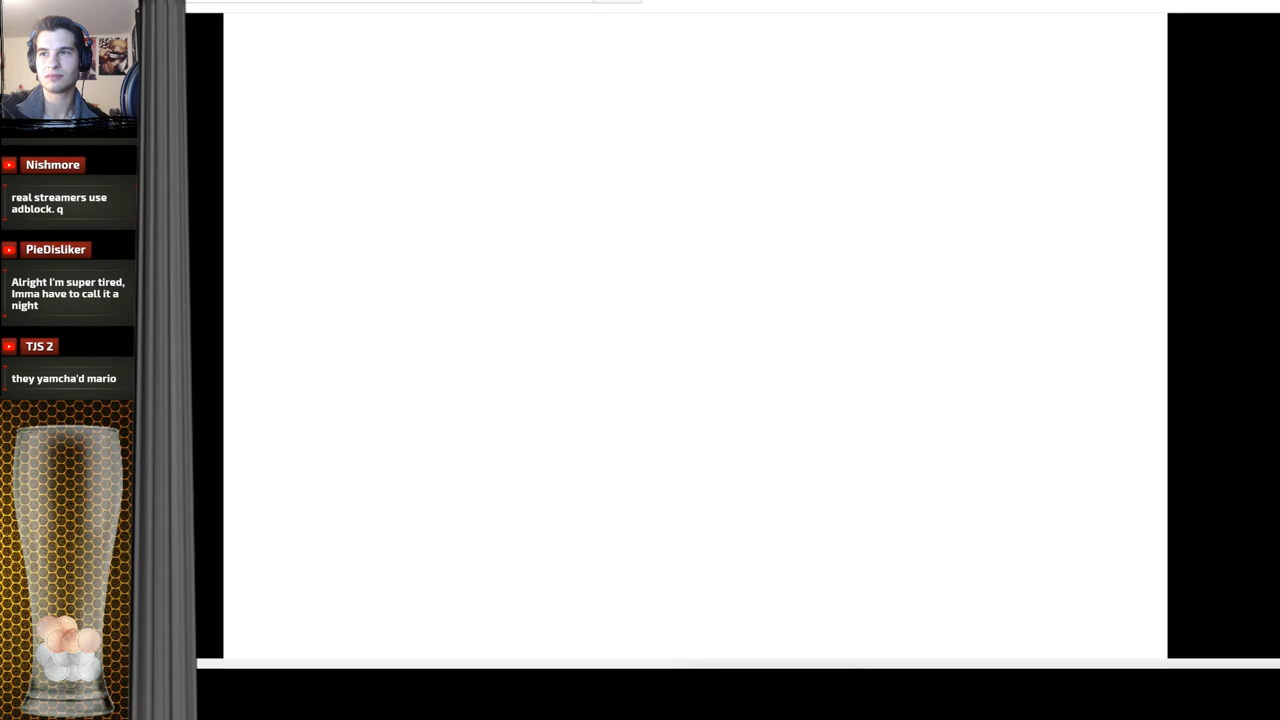 Nishmore
real streamers use
adblock. q
PieDisliker
Alright I'm super tired,
Imma have to call it a
night
TJS 2
they yamcha'd mario